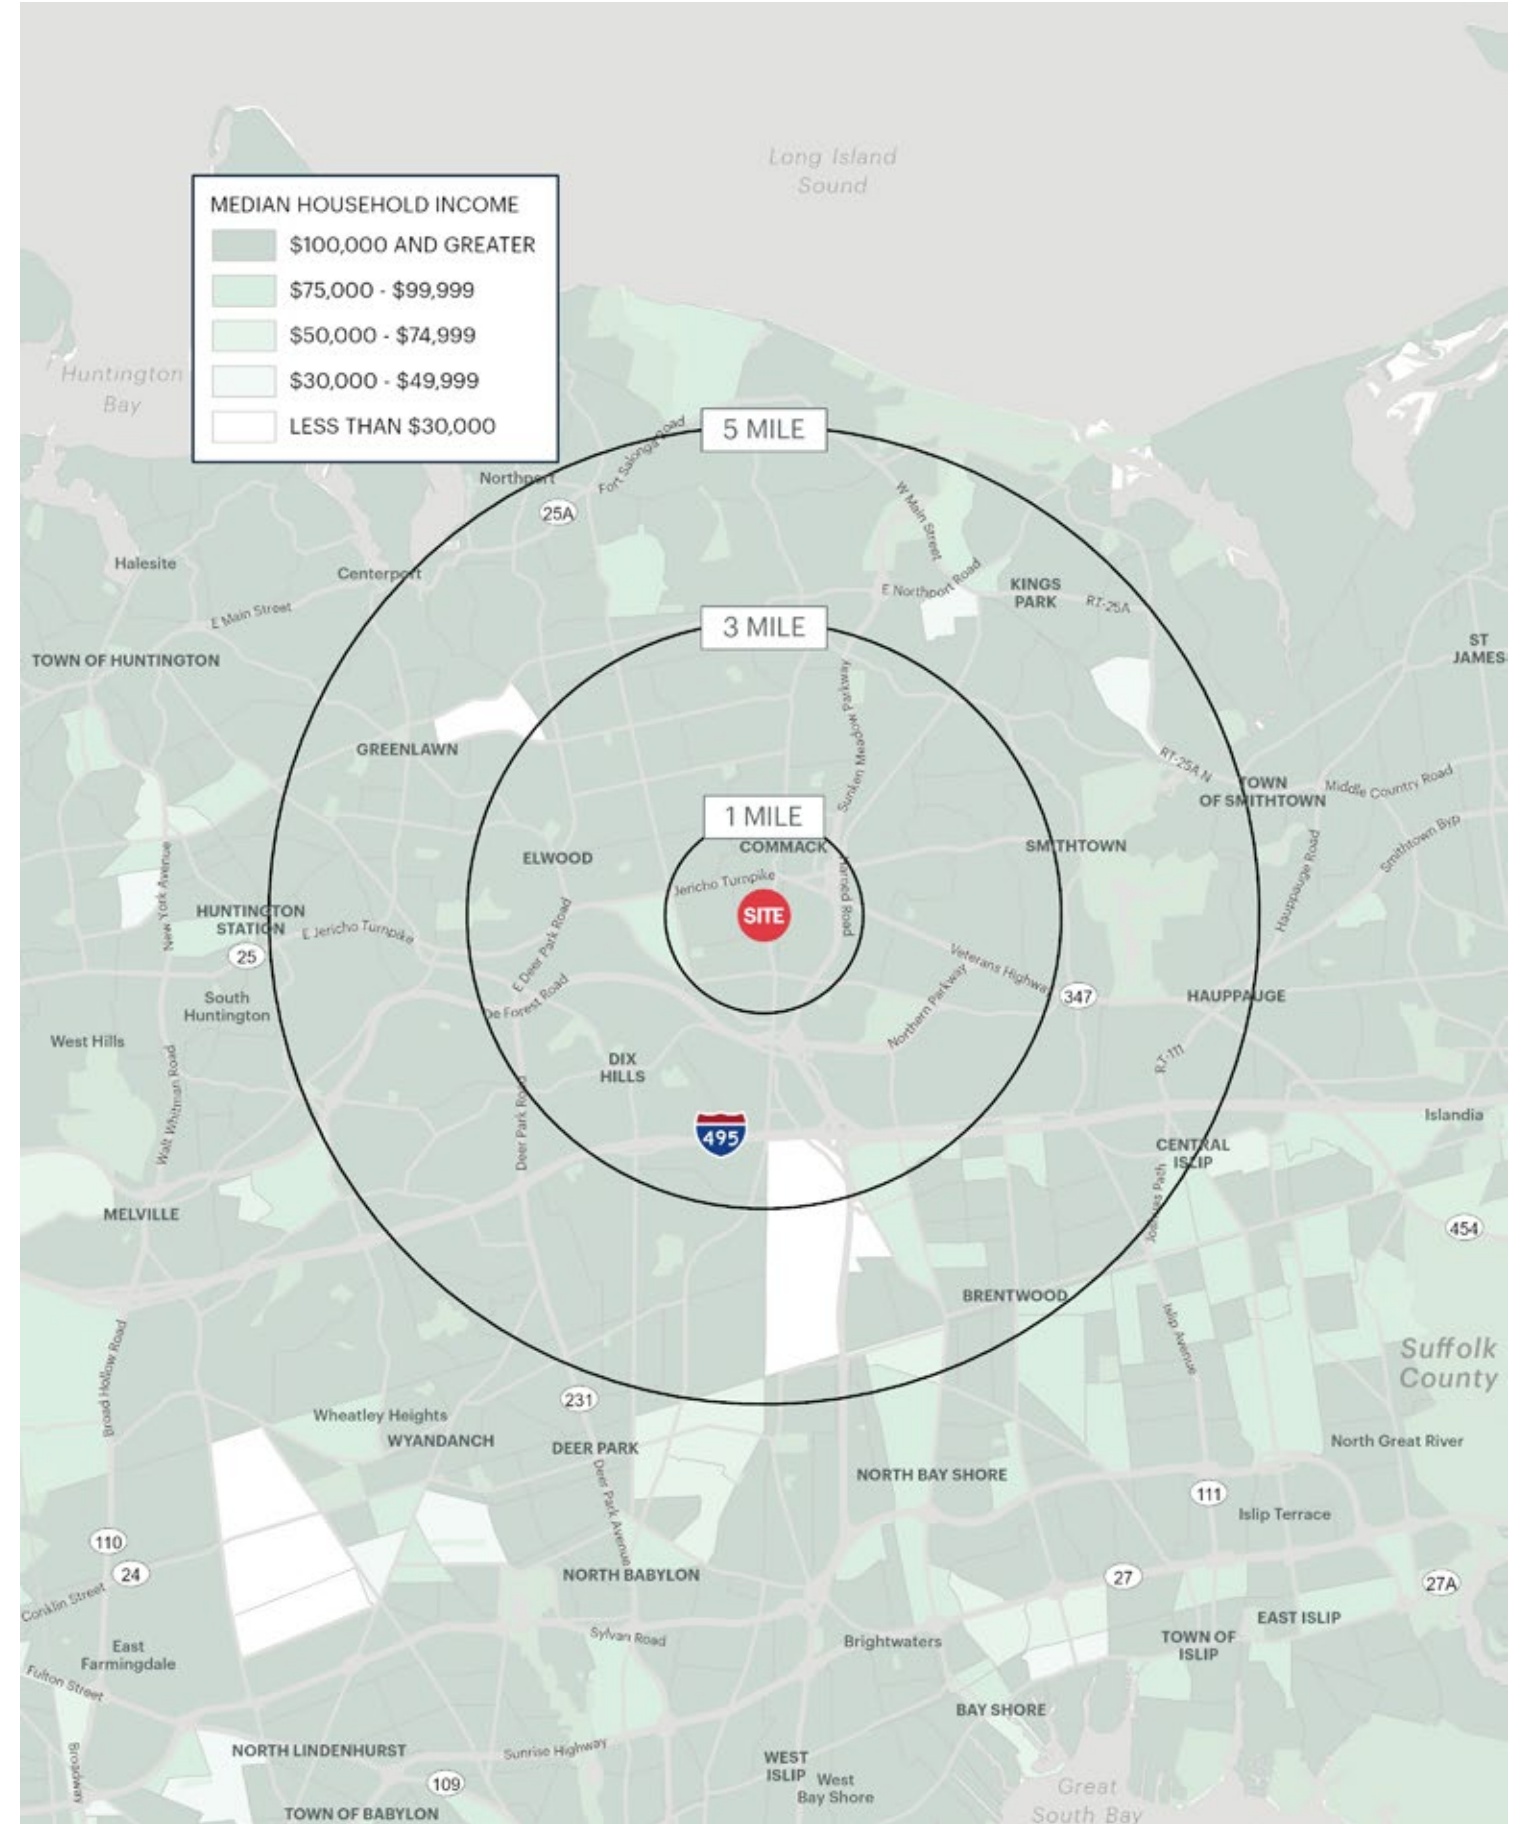 Long Island
Sound
MEDIAN HOUSEHOLD INCOME
$100,000 AND GREATER
$75,000 - $99,999
$50,000 - $74,999
$30,000 - $49,999
LESS THAN $30,000
Huntington
Bay
5 MILE
Fort Salonga Road
Northport
25A
W Main Street
Halesite
Centerport
E Northport Road
KINGS
PARK
RT-25A
E Main Street
3 MILE
TOWN OF HUNTINGTON
ST
JAMES
Sunken Meadow Parkway
GREENLAWN
RT-25A N
TOWN
OF SMITHTOWN
Middle Country Road
1 MILE
COMMACK
SMITHTOWN
Smithtown Byp
ELWOOD
Jericho Turnpike
Harned Road
Hauppauge Road
New York Avenue
HUNTINGTON
STATION
SITE
E Jericho Turnpike
E Deer Park Road
25
Veterans Highway
South
Huntington
De Forest Road
Northern Parkway
347
HAUPPAUGE
West Hills
DIX
HILLS
RT-111
Walt Whitman Road
Deer Park Road
495
Islandia
CENTRAL
ISLIP
MELVILLE
Joshuas Path
454
BRENTWOOD
Broad Hollow Road
Islip Avenue
Suffolk
County
231
Wheatley Heights
WYANDANCH
DEER PARK
North Great River
Deer Park Avenue
NORTH BAY SHORE
111
Islip Terrace
110
24
NORTH BABYLON
27
27A
Conklin Street
EAST ISLIP
East
Farmingdale
Sylvan Road
Brightwaters
TOWN OF
ISLIP
Fulton Street
BAY SHORE
Broadway
NORTH LINDENHURST
Sunrise Highway
WEST
ISLIP
West
Bay Shore
109
Great
South Bay
TOWN OF BABYLON